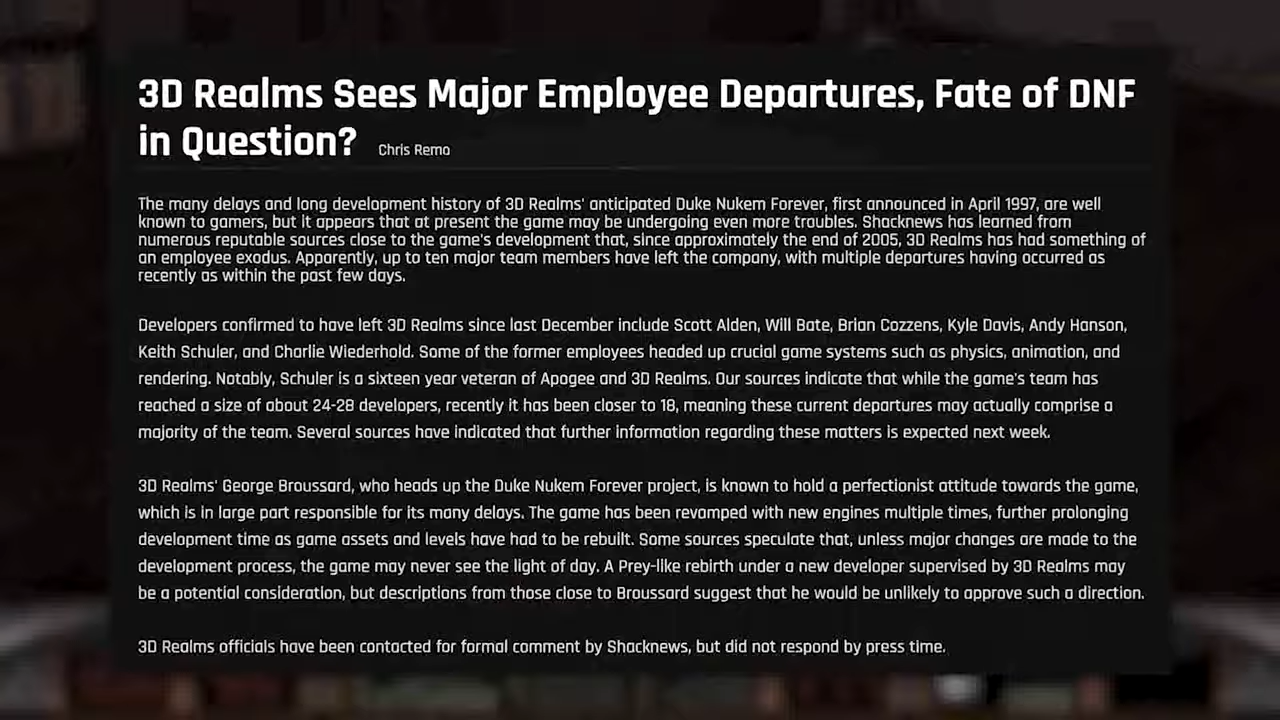 3D Realms Sees Major Employee Departures, Fate of DNF
in Question? Chris Remo
The many delays and long development history of 3D Realms' anticipated Duke Nukem Forever, first announced in April 1997, are well
known to gamers, but it appears that at present the game may be undergoing even more troubles. Shacknews has learned from
numerous reputable sources close to the game's development that, since approximately the end of 2005, 3D Realms has had something of
an employee exodus. Apparently, up to ten major team members have left the company, with multiple departures having occurred as
recently as within the past few days.
Developers confirmed to have left 3D Realms since last December include Scott Alden, Will Bate, Brian Cozzens, Kyle Davis, Andy Hanson,
Keith Schuler, and Charlie Wiederhold. Some of the former employees headed up crucial game systems such as physics, animation, and
rendering. Notably, Schuler is a sixteen year veteran of Apogee and 3D Realms. Our sources indicate that while the game's team has
reached a size of about 24-28 developers, recently it has been closer to 18, meaning these current departures may actually comprise a
majority of the team. Several sources have indicated that further information regarding these matters is expected next week.
3D Realms' George Broussard, who heads up the Duke Nukem Forever project, is known to hold a perfectionist attitude towards the game,
which is in large part responsible for its many delays. The game has been revamped with new engines multiple times, further prolonging
development time as game assets and levels have had to be rebuilt. Some sources speculate that, unless major changes are made to the
development process, the game may never see the light of day. A Prey-like rebirth under a new developer supervised by 3D Realms may
be a potential consideration, but descriptions from those close to Broussard suggest that he would be unlikely to approve such a direction.
3D Realms officials have been contacted for formal comment by Shacknews, but did not respond by press time.